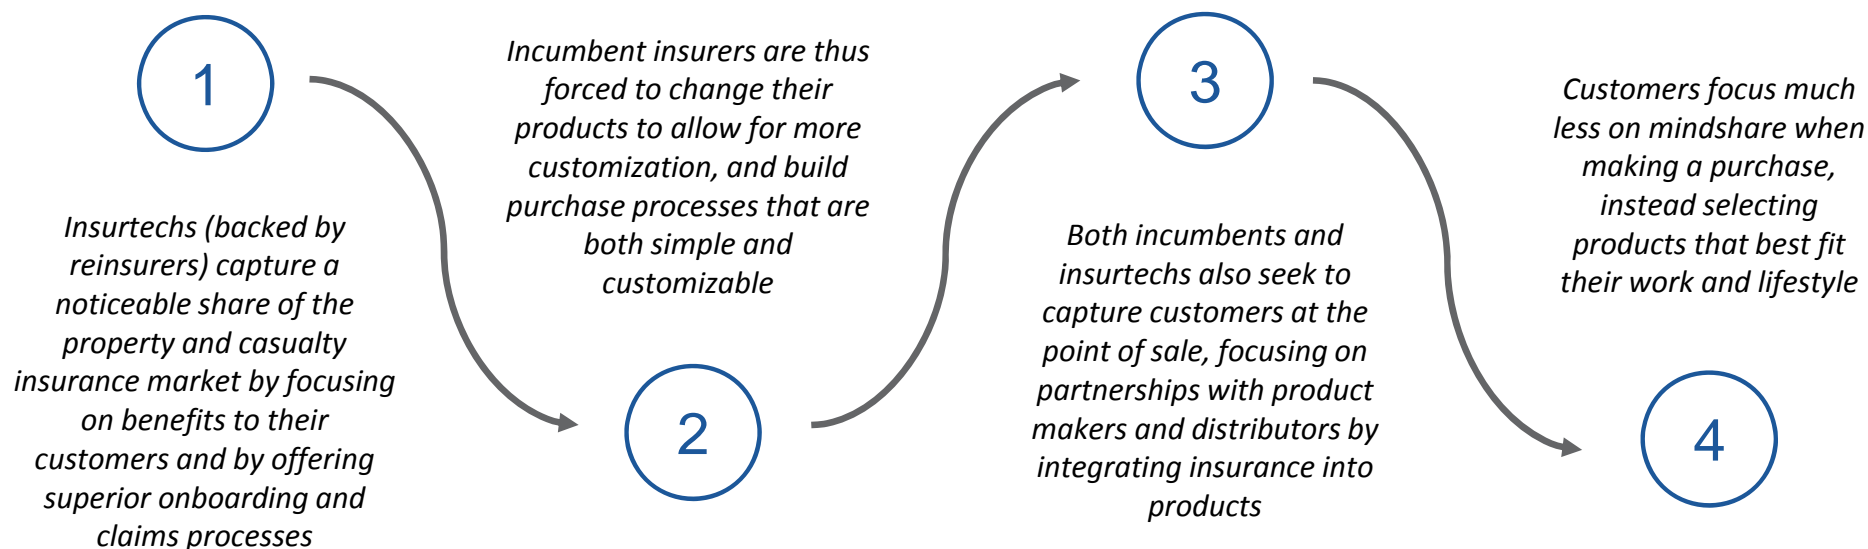 1
Insurtechs (backed by
reinsurers) capture a
noticeable share of the
property and casualty
insurance market by focusing
on benefits to their
customers and by offering
superior onboarding and
claims processes
Incumbent insurers are thus
forced to change their
products to allow for more
customization, and build
purchase processes that are
both simple and
customizable
2
3
Both incumbents and
insurtechs also seek to
capture customers at the
point of sale, focusing on
partnerships with product
makers and distributors by
integrating insurance into
products
Customers focus much
less on mindshare when
making a purchase,
instead selecting
products that best fit
their work and lifestyle
4